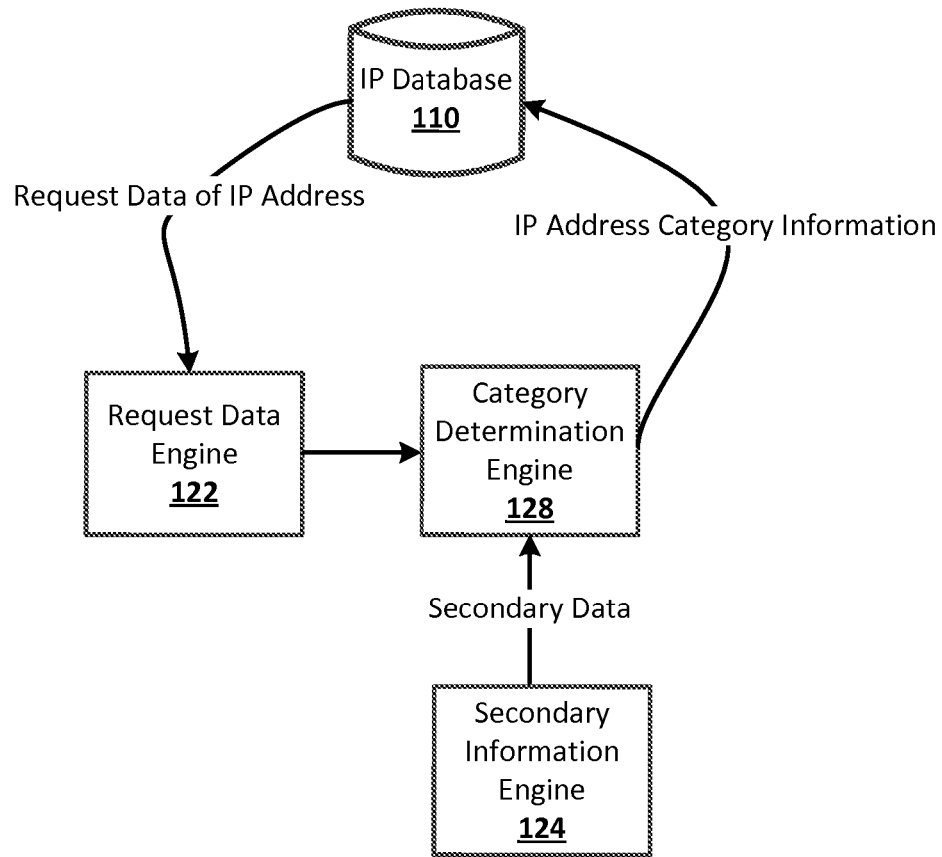 IP Database
110
Request Data of IP Address
IP Address Category Information
Request Data
Engine
122
Category
Determination
Engine
128
Secondary Data
Secondary
Information
Engine
124